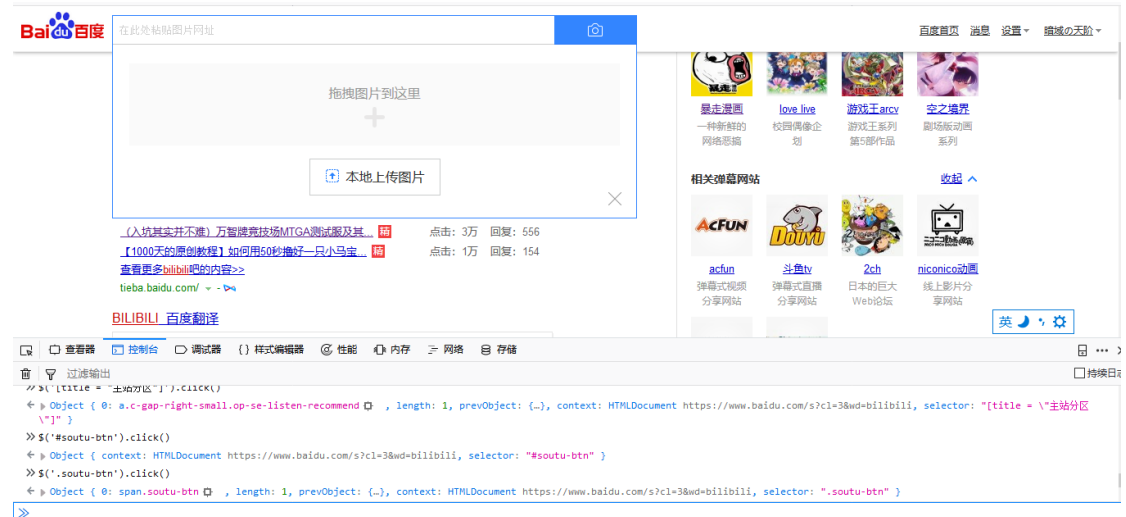 Bai du 百度 在此处粘贴图片网址 百度首页 消息 设置 暗域の天阶
拖拽图片到这里
本地上传图片
(入坑其实并不难）万智牌竞技场MTGA测试服及其... 精 点击：3万 回复：556
【1000天的原创教程】如何用50秒撸好一只小马宝... 精 点击：1万 回复：154
查看更多bilibili吧的内容>>
tieba.baidu.com/
BILIBILI_百度翻译
暴走漫画 love live 游戏王arcv 空之境界
一种新鲜的 校园偶像企 游戏王系列 剧场版动画
网络恶搞 划 第5部作品 系列
相关弹幕网站 收起
ACFUN DOUYU
acfun 斗鱼tv 2ch niconico动画
弹幕式视频 弹幕式直播 日本的巨大 线上影片分
分享网站 分享网站 Web论坛 享网站
英
查看器 控制台 调试器 {} 样式编辑器 性能 内存 网络 存储
过滤输出 持续日志
>> $('[title = "主站分区"]').click()
Object { 0: a.c-gap-right-small.op-se-listen-recommend , length: 1, prevObject: {…}, context: HTMLDocument https://www.baidu.com/s?cl=3&wd=bilibili, selector: "[title = \"主站分区
\"]" }
>> $('#soutu-btn').click()
Object { context: HTMLDocument https://www.baidu.com/s?cl=3&wd=bilibili, selector: "#soutu-btn" }
>> $('.soutu-btn').click()
Object { 0: span.soutu-btn , length: 1, prevObject: {…}, context: HTMLDocument https://www.baidu.com/s?cl=3&wd=bilibili, selector: ".soutu-btn" }
>>